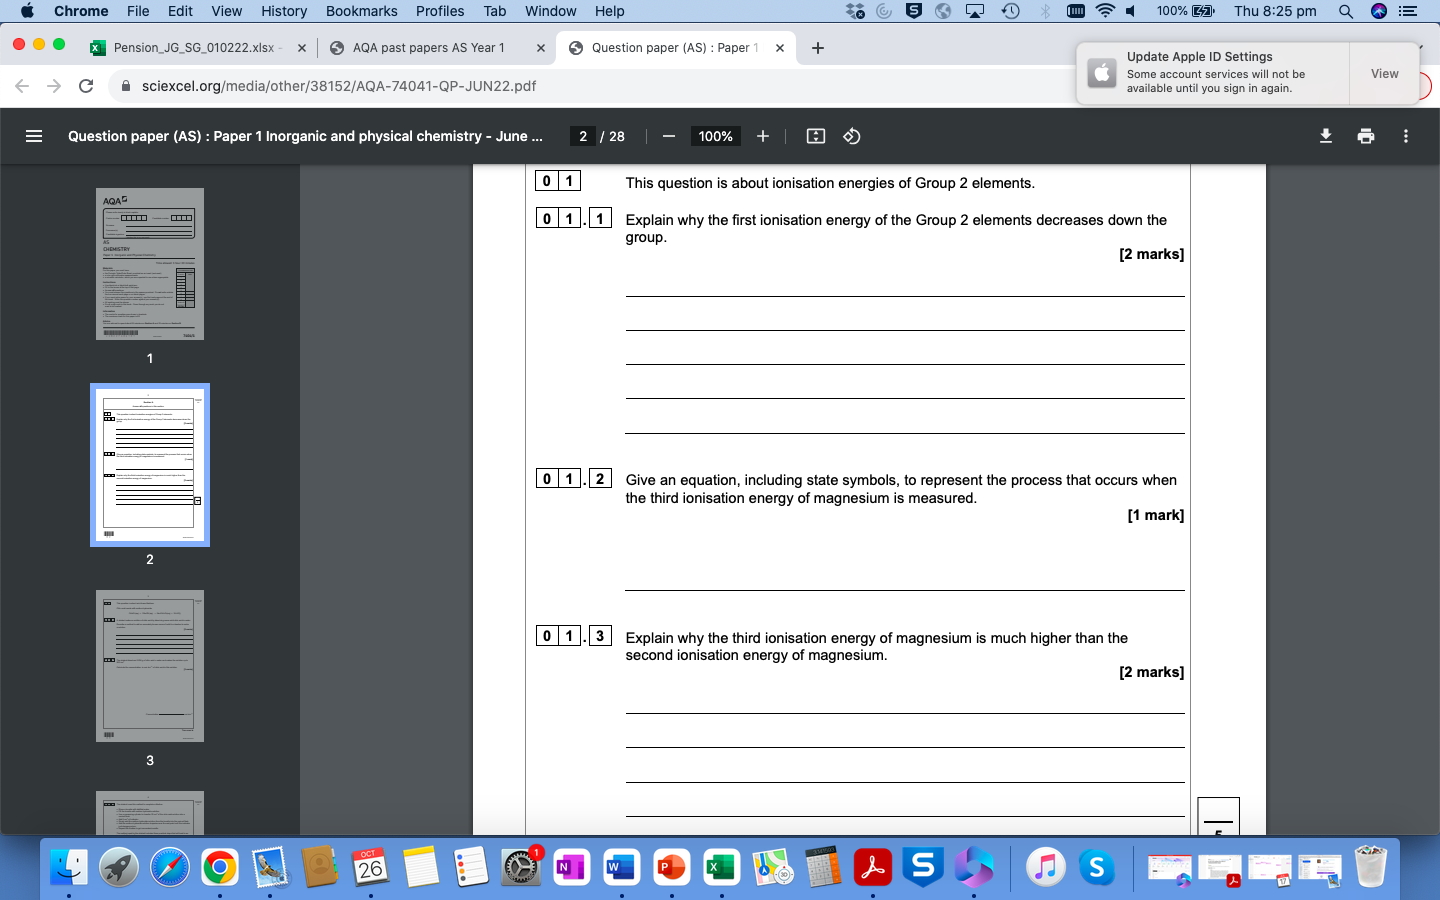 Chrome File Edit View History Bookmarks Profiles Tab Window Help 100% Thu 8:25 pm
Pension_JG_SG_010222.xlsx - AQA past papers AS Year 1 Question paper (AS) : Paper 1
Update Apple ID Settings
Some account services will not be
available until you sign in again.
View
sciexcel.org/media/other/38152/AQA-74041-QP-JUN22.pdf
Question paper (AS) : Paper 1 Inorganic and physical chemistry - June ... 2 / 28 100%
AQA
AS
CHEMISTRY
1
2
3
0 1 This question is about ionisation energies of Group 2 elements.
0 1 . 1 Explain why the first ionisation energy of the Group 2 elements decreases down the
group.
[2 marks]
0 1 . 2 Give an equation, including state symbols, to represent the process that occurs when
the third ionisation energy of magnesium is measured.
[1 mark]
0 1 . 3 Explain why the third ionisation energy of magnesium is much higher than the
second ionisation energy of magnesium.
[2 marks]
5
OCT
26
1
N
W
P
X
3D
S
S
17